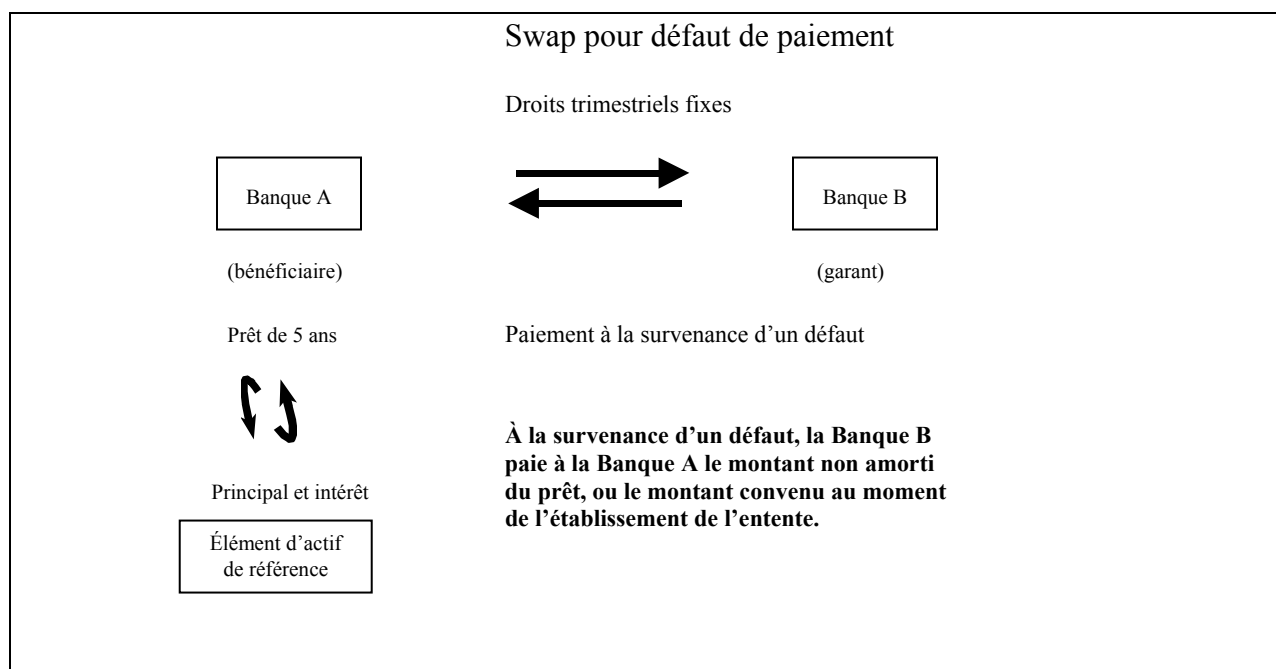 Swap pour défaut de paiement
Droits trimestriels fixes
Banque A
Banque B
(bénéficiaire)
(garant)
Prêt de 5 ans
Paiement à la survenance d’un défaut
À la survenance d’un défaut, la Banque B
paie à la Banque A le montant non amorti
du prêt, ou le montant convenu au moment
de l’établissement de l’entente.
Principal et intérêt
Élément d’actif
de référence